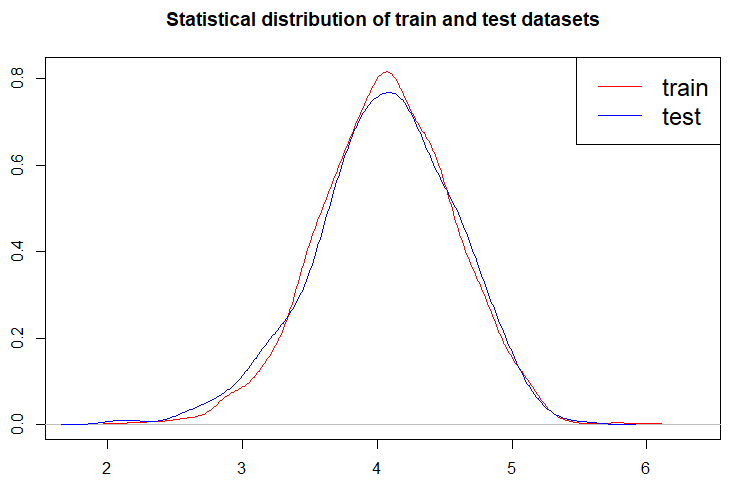 Statistical distribution of train and test datasets
train
test
0.8
0.6
0.4
0.2
0.0
2 3 4 5 6